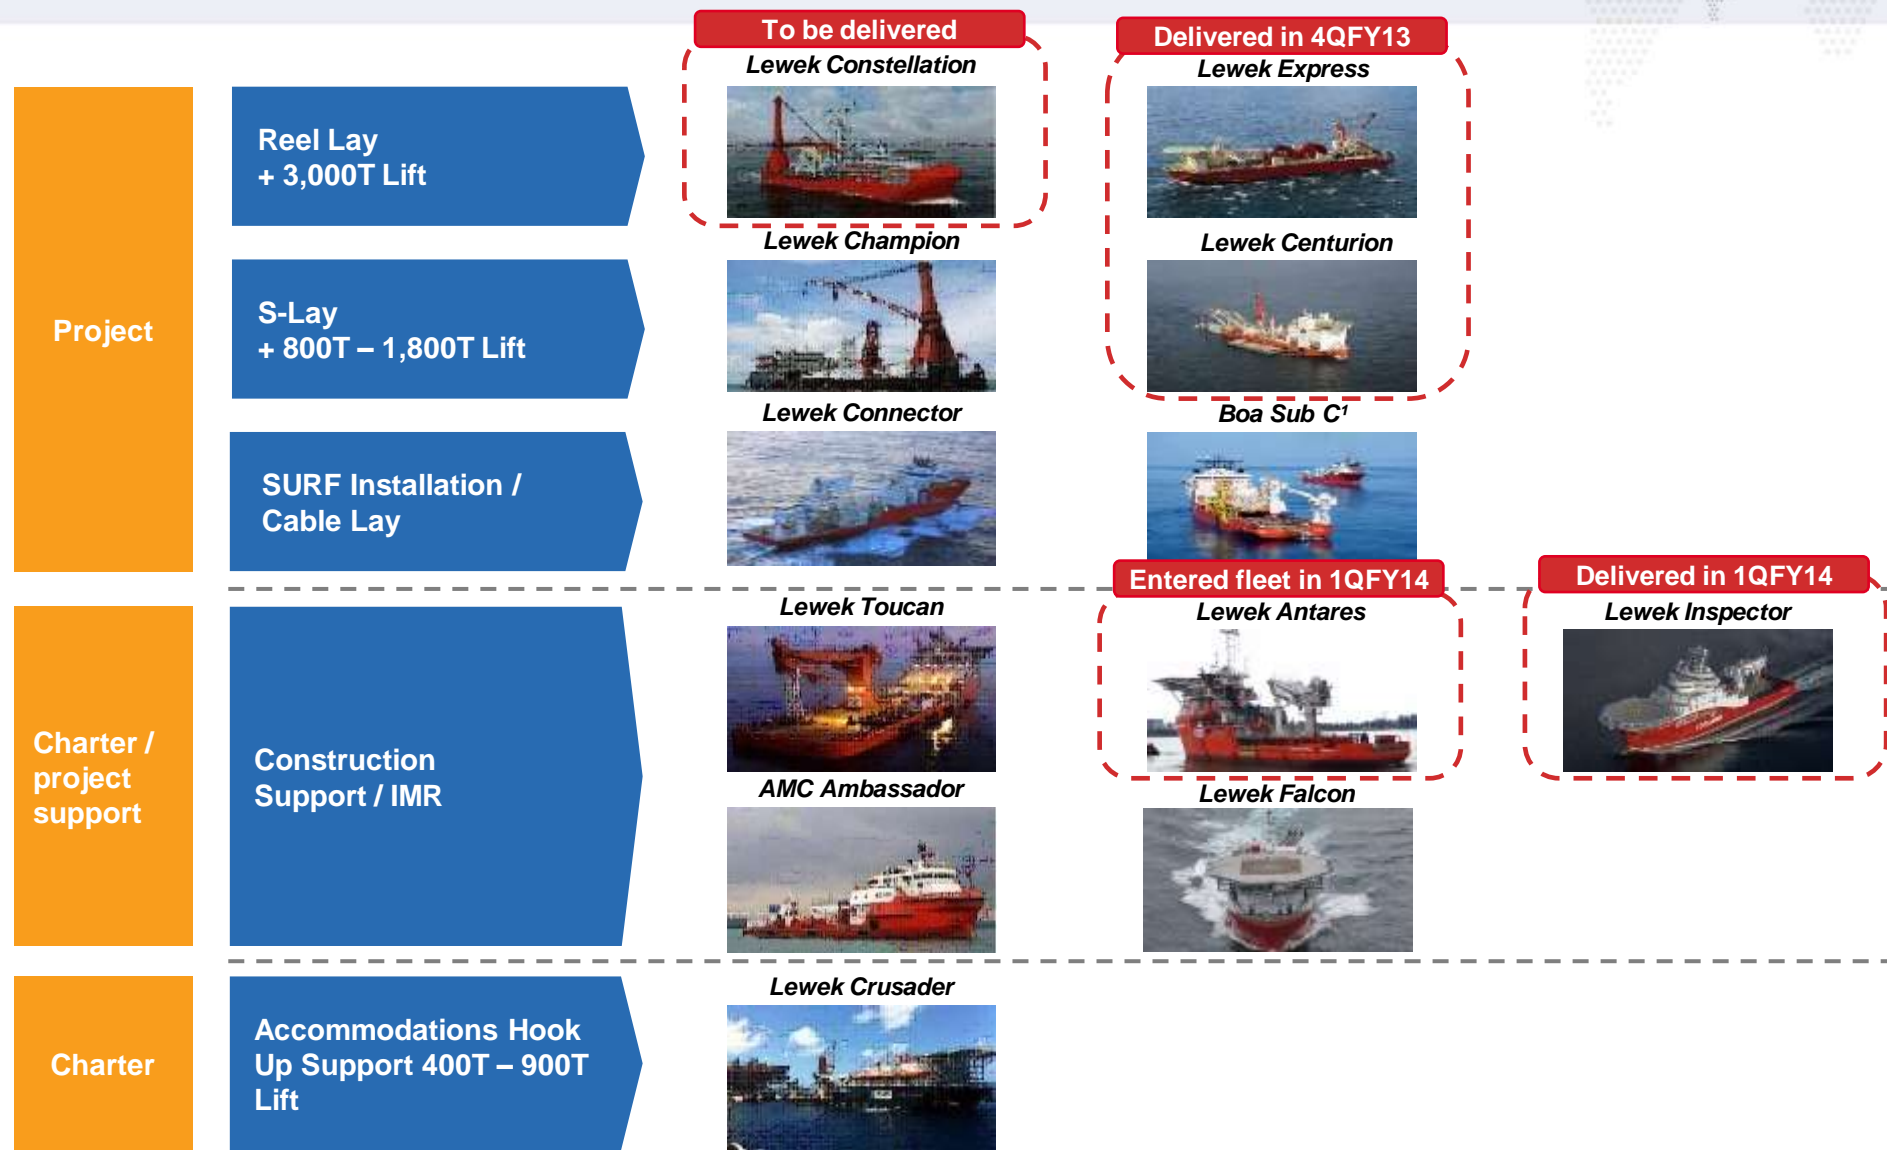 To be delivered
Delivered in 4QFY13
Lewek Constellation
Lewek Express
Reel Lay
+ 3,000T Lift
Lewek Champion
Lewek Centurion
Project
S-Lay
+ 800T – 1,800T Lift
Lewek Connector
Boa Sub C¹
SURF Installation /
Cable Lay
Entered fleet in 1QFY14
Delivered in 1QFY14
Lewek Toucan
Lewek Antares
Lewek Inspector
Charter /
project
support
Construction
Support / IMR
AMC Ambassador
Lewek Falcon
Lewek Crusader
Charter
Accommodations Hook
Up Support 400T – 900T
Lift